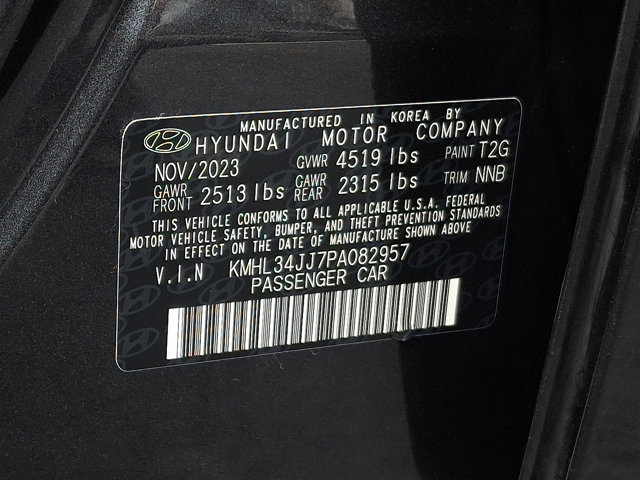 MANUFACTURED IN KOREA BY
HYUNDAI MOTOR COMPANY
NOV/2023 GVWR 4519 lbs PAINT T2G
GAWR FRONT 2513 lbs GAWR REAR 2315 lbs TRIM NNB
THIS VEHICLE CONFORMS TO ALL APPLICABLE U.S.A. FEDERAL
MOTOR VEHICLE SAFETY, BUMPER, AND THEFT PREVENTION STANDARDS
IN EFFECT ON THE DATE OF MANUFACTURE SHOWN ABOVE
V.I.N KMHL34JJ7PA082957
PASSENGER CAR